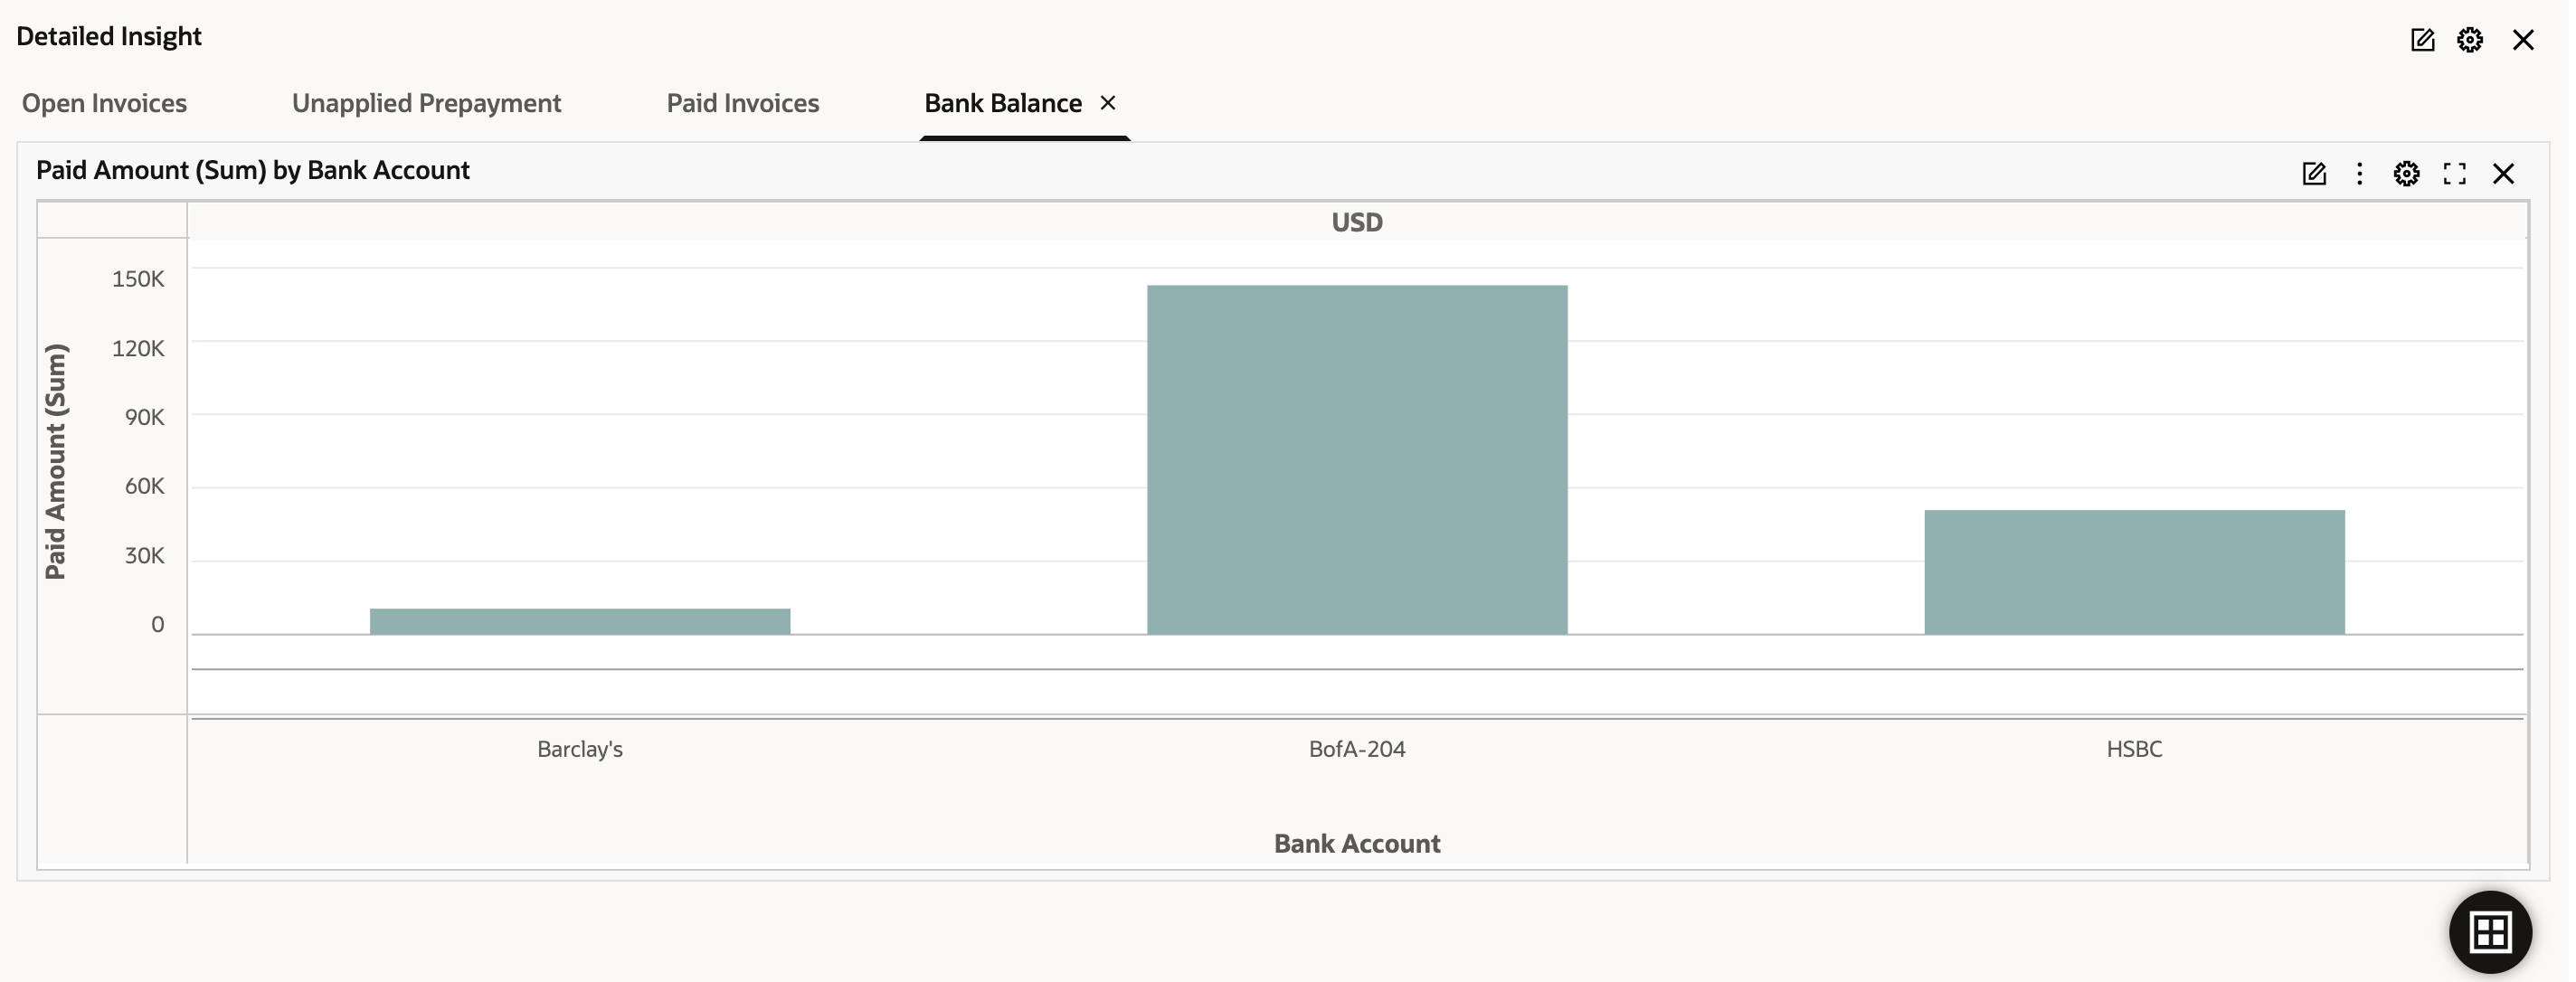 Detailed Insight
Open Invoices
Unapplied Prepayment
Paid Invoices
Bank Balance
Paid Amount (Sum) by Bank Account
USD
Paid Amount (Sum)
150K
120K
90K
60K
30K
0
Barclay's
BofA-204
HSBC
Bank Account